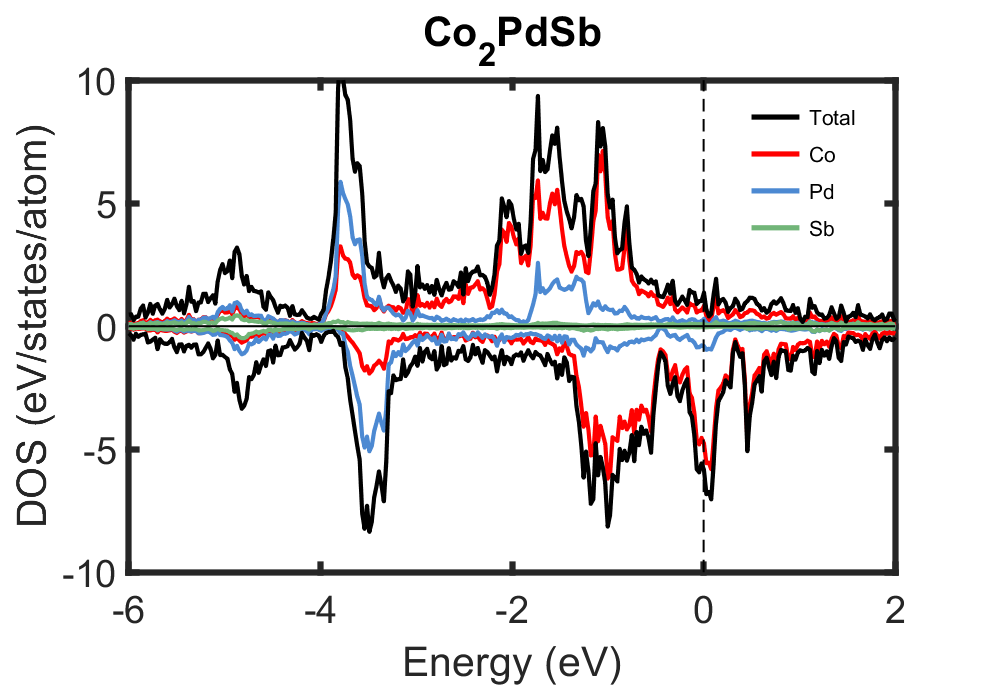 Co2PdSb
DOS (eV/states/atom)
10
5
0
-5
-10
Total
Co
Pd
Sb
-6 -4 -2 0 2
Energy (eV)